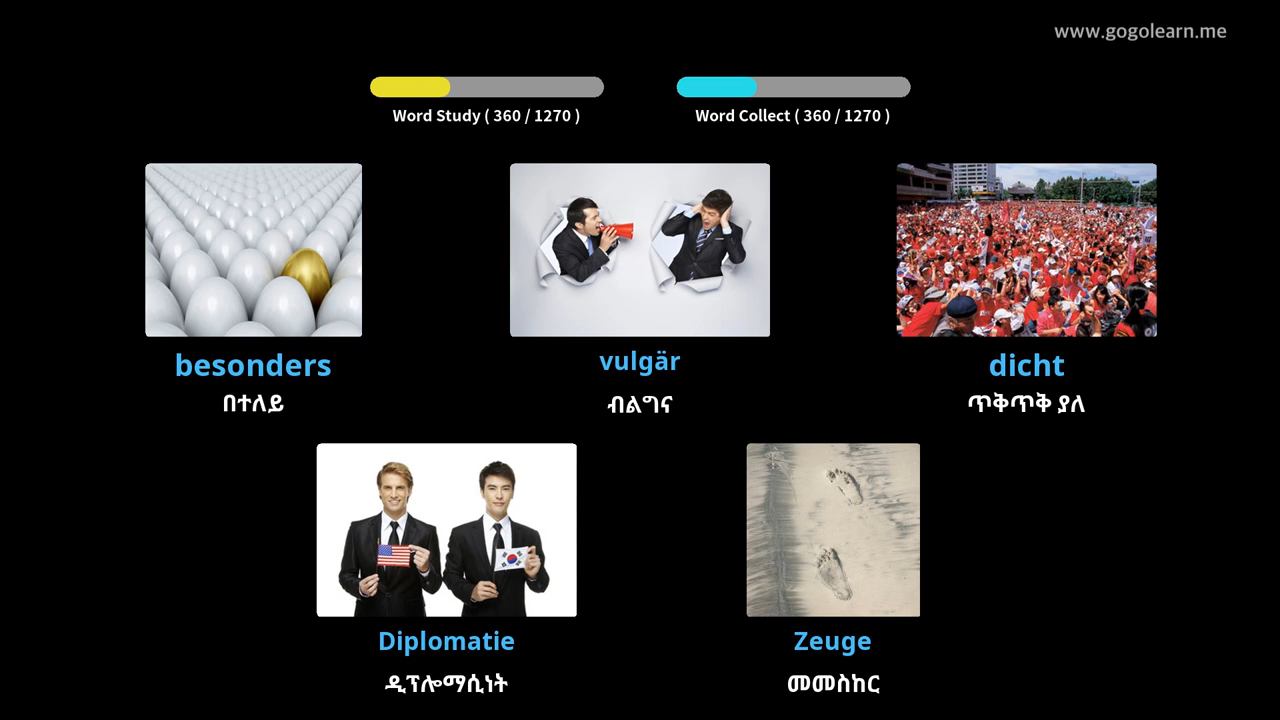 www.gogolearn.me
Word Study ( 360 / 1270 )
Word Collect ( 360 / 1270 )
besonders
በተለይ
vulgär
ብልግና
dicht
ጥቅጥቅ ያለ
Diplomatie
ዲፕሎማሲነት
Zeuge
መመስከር